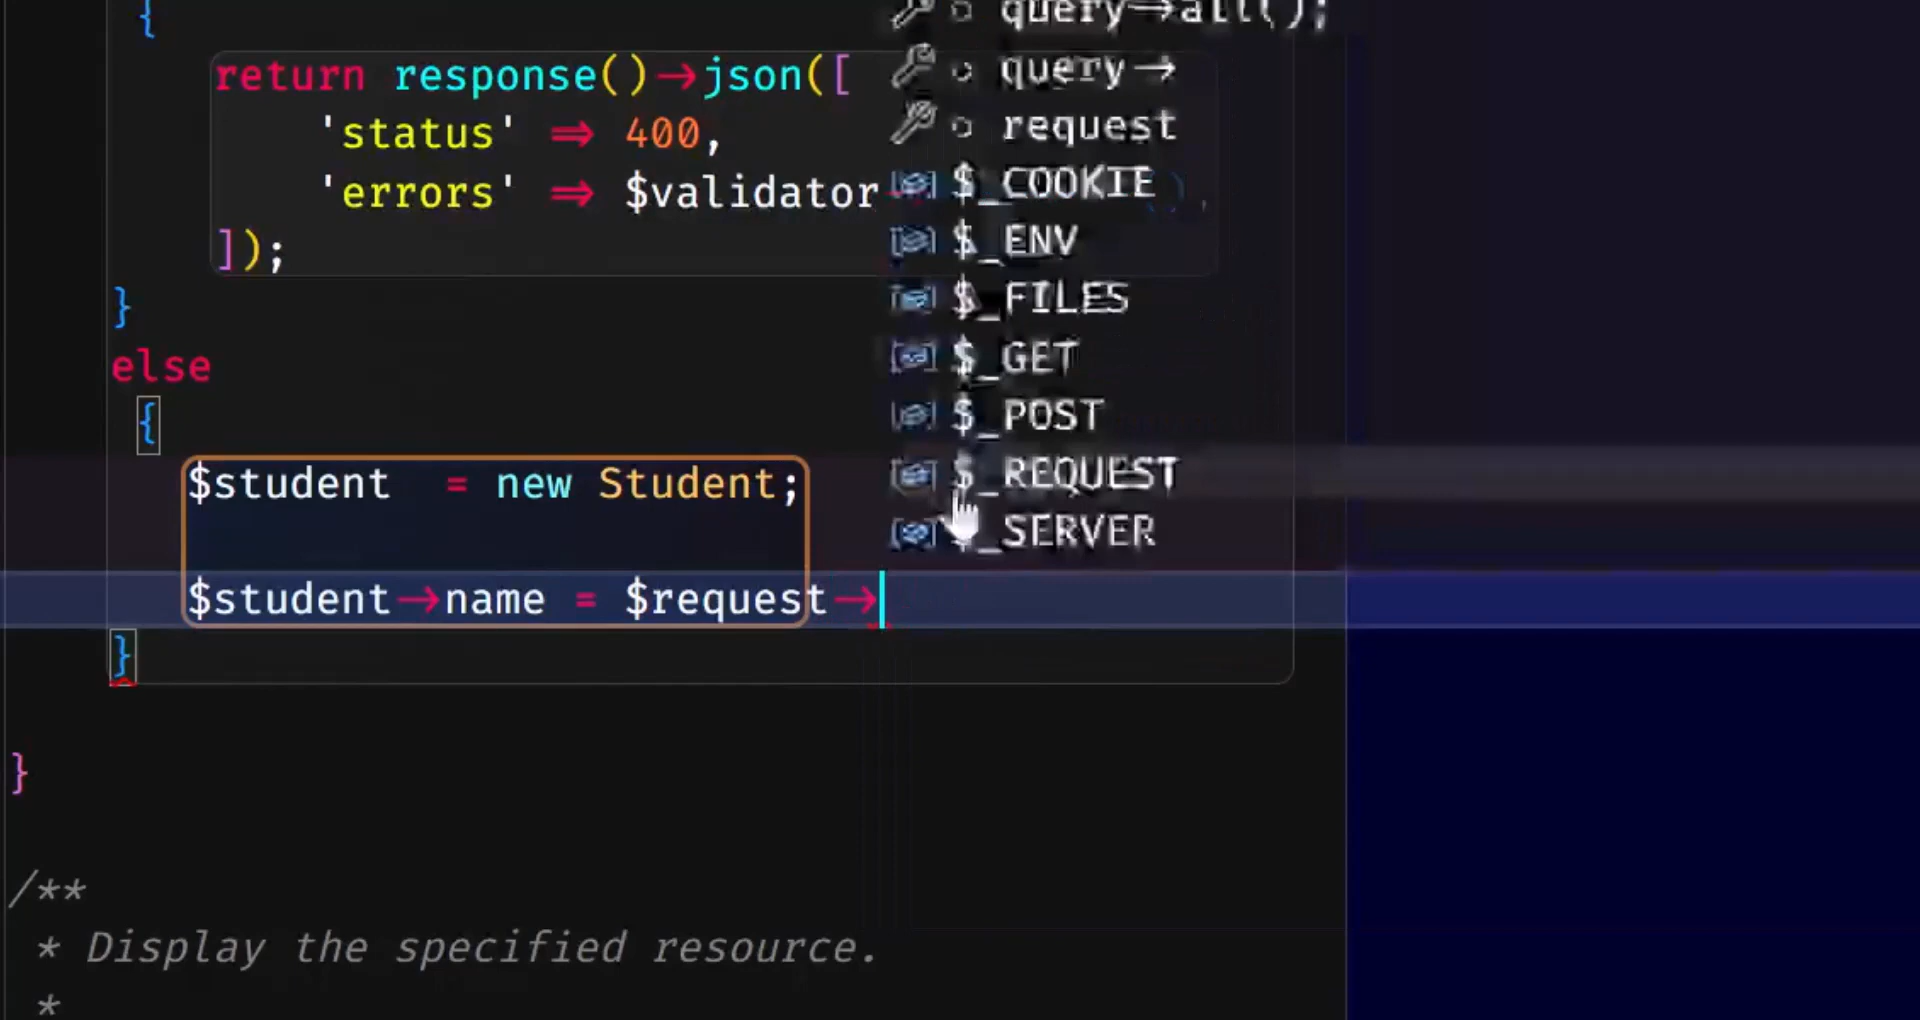 {
query->all();
return response()->json([
query->
'status' => 400,
request
'errors' => $validator
$_COOKIE
),
]);
$_ENV
}
$_FILES
else
$_GET
{
$_POST
$student  = new Student;
$_REQUEST
$_SERVER
$student->name = $request->
}
}
/**
* Display the specified resource.
*